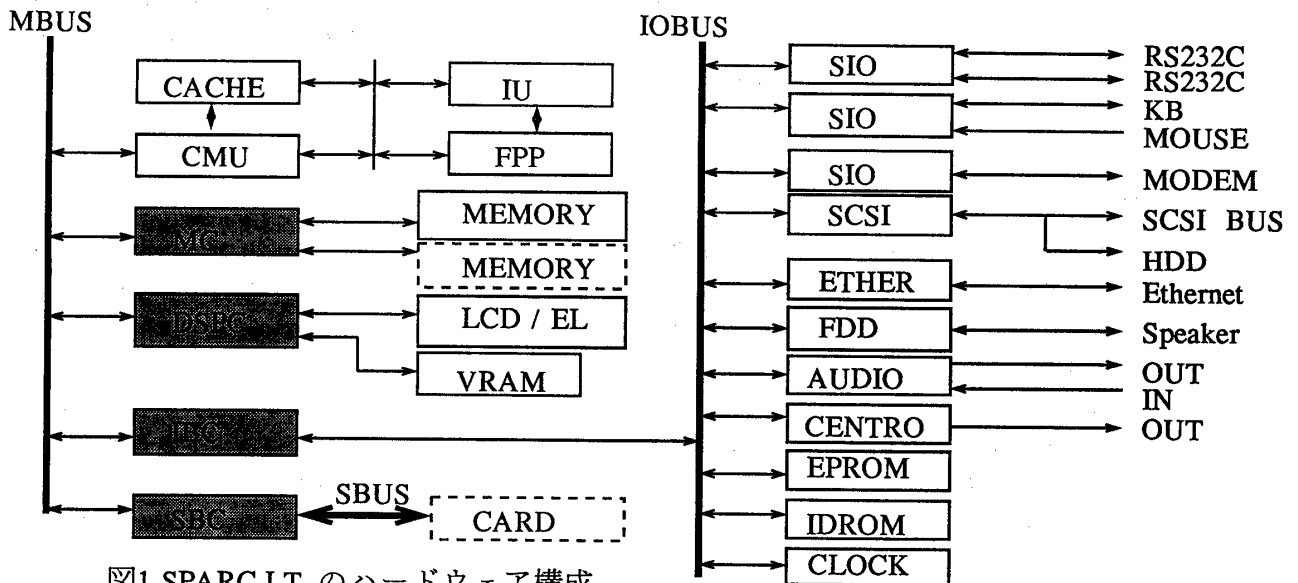 MBUS
CACHE
IU
CMU
FPP
MC
MEMORY
MEMORY
DSPC
LCD / EL
VRAM
IBC
SBC
SBUS
CARD
IOBUS
SIO
RS232C
RS232C
SIO
KB
MOUSE
SIO
MODEM
SCSI
SCSI BUS
HDD
ETHER
Ethernet
FDD
Speaker
AUDIO
OUT
IN
CENTRO
OUT
EPROM
IDROM
CLOCK
図1 SPARC LT のハードウェア構成